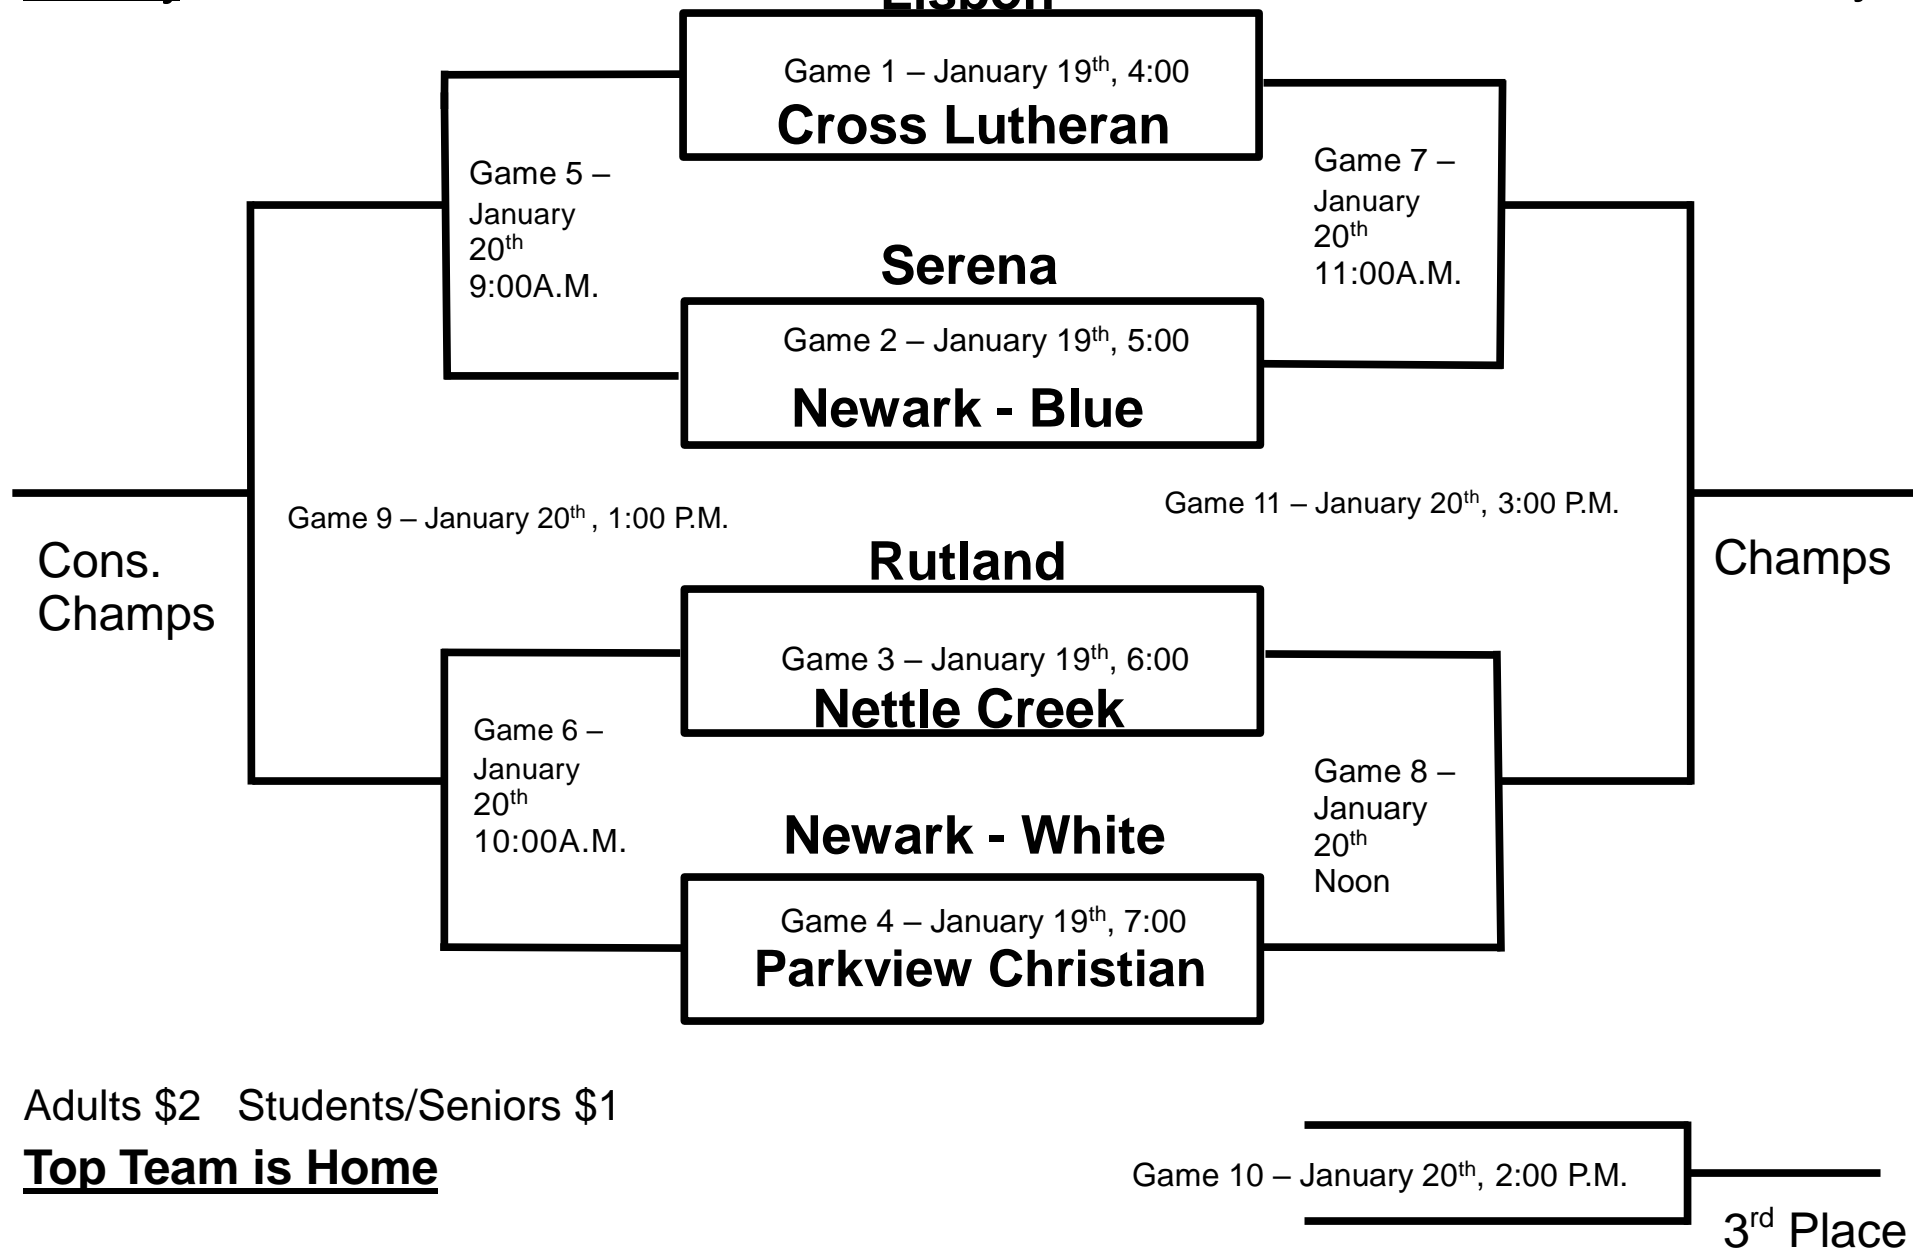 Lisbon
Game 1 – January 19th, 4:00
Cross Lutheran
Game 5 –
January
20th
9:00A.M.
Game 7 –
January
20th
11:00A.M.
Serena
Game 2 – January 19th, 5:00
Newark - Blue
Game 9 – January 20th , 1:00 P.M.
Game 11 – January 20th, 3:00 P.M.
Cons.
Champs
Champs
Rutland
Game 3 – January 19th, 6:00
Nettle Creek
Game 6 –
January
20th
10:00A.M.
Game 8 –
January
20th
Noon
Newark - White
Game 4 – January 19th, 7:00
Parkview Christian
Adults $2 Students/Seniors $1
Top Team is Home
Game 10 – January 20th, 2:00 P.M.
3rd Place